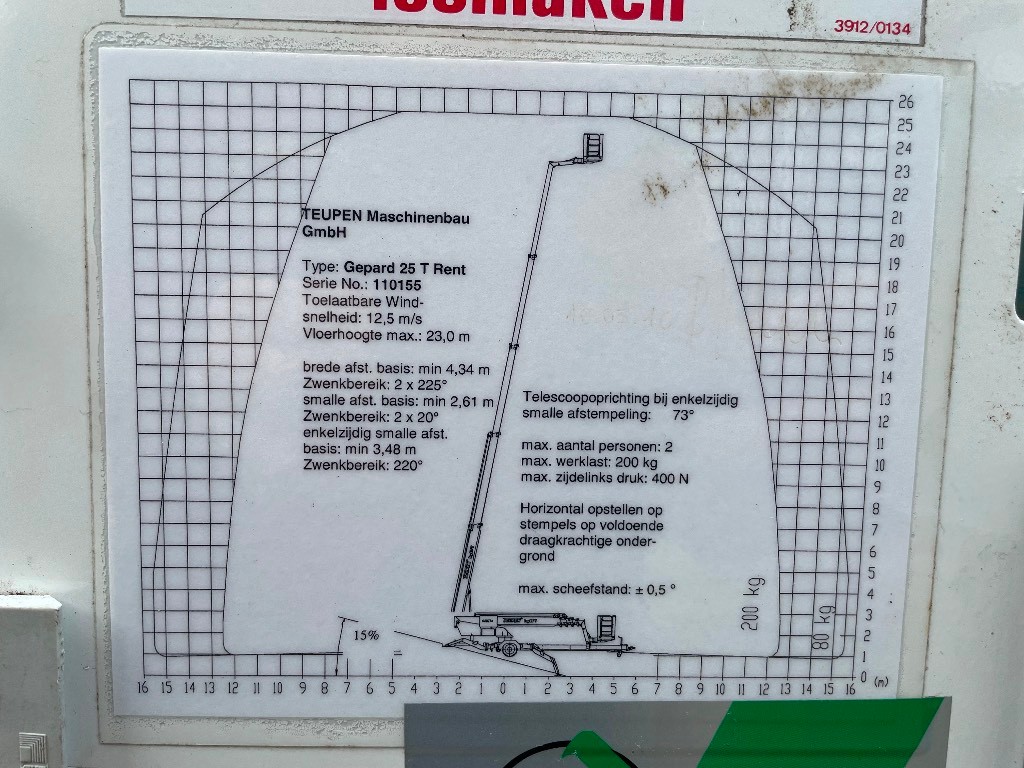 3912/0134
26
25
24
23
22
21
20
19
18
17
16
15
14
13
12
11
10
9
8
7
6
5
4
3
2
1
0 (m)
TEUPEN Maschinenbau
GmbH
Type: Gepard 25 T Rent
Serie No.: 110155
Toelaatbare Wind-
snelheid: 12,5 m/s
Vloerhoogte max.: 23,0 m
brede afst. basis: min 4,34 m
Zwenkbereik: 2 x 225°
smalle afst. basis: min 2,61 m
Zwenkbereik: 2 x 20°
enkelzijdig smalle afst.
basis: min 3,48 m
Zwenkbereik: 220°
Telescoopoprichting bij enkelzijdig
smalle afstempeling: 73°
max. aantal personen: 2
max. werklast: 200 kg
max. zijdelinks druk: 400 N
Horizontal opstellen op
stempels op voldoende
draagkrachtige onder-
grond
max. scheefstand: ± 0,5 °
200 kg
80 kg
15%
16 15 14 13 12 11 10 9 8 7 6 5 4 3 2 1 0 1 2 3 4 5 6 7 8 9 10 11 12 13 14 15 16